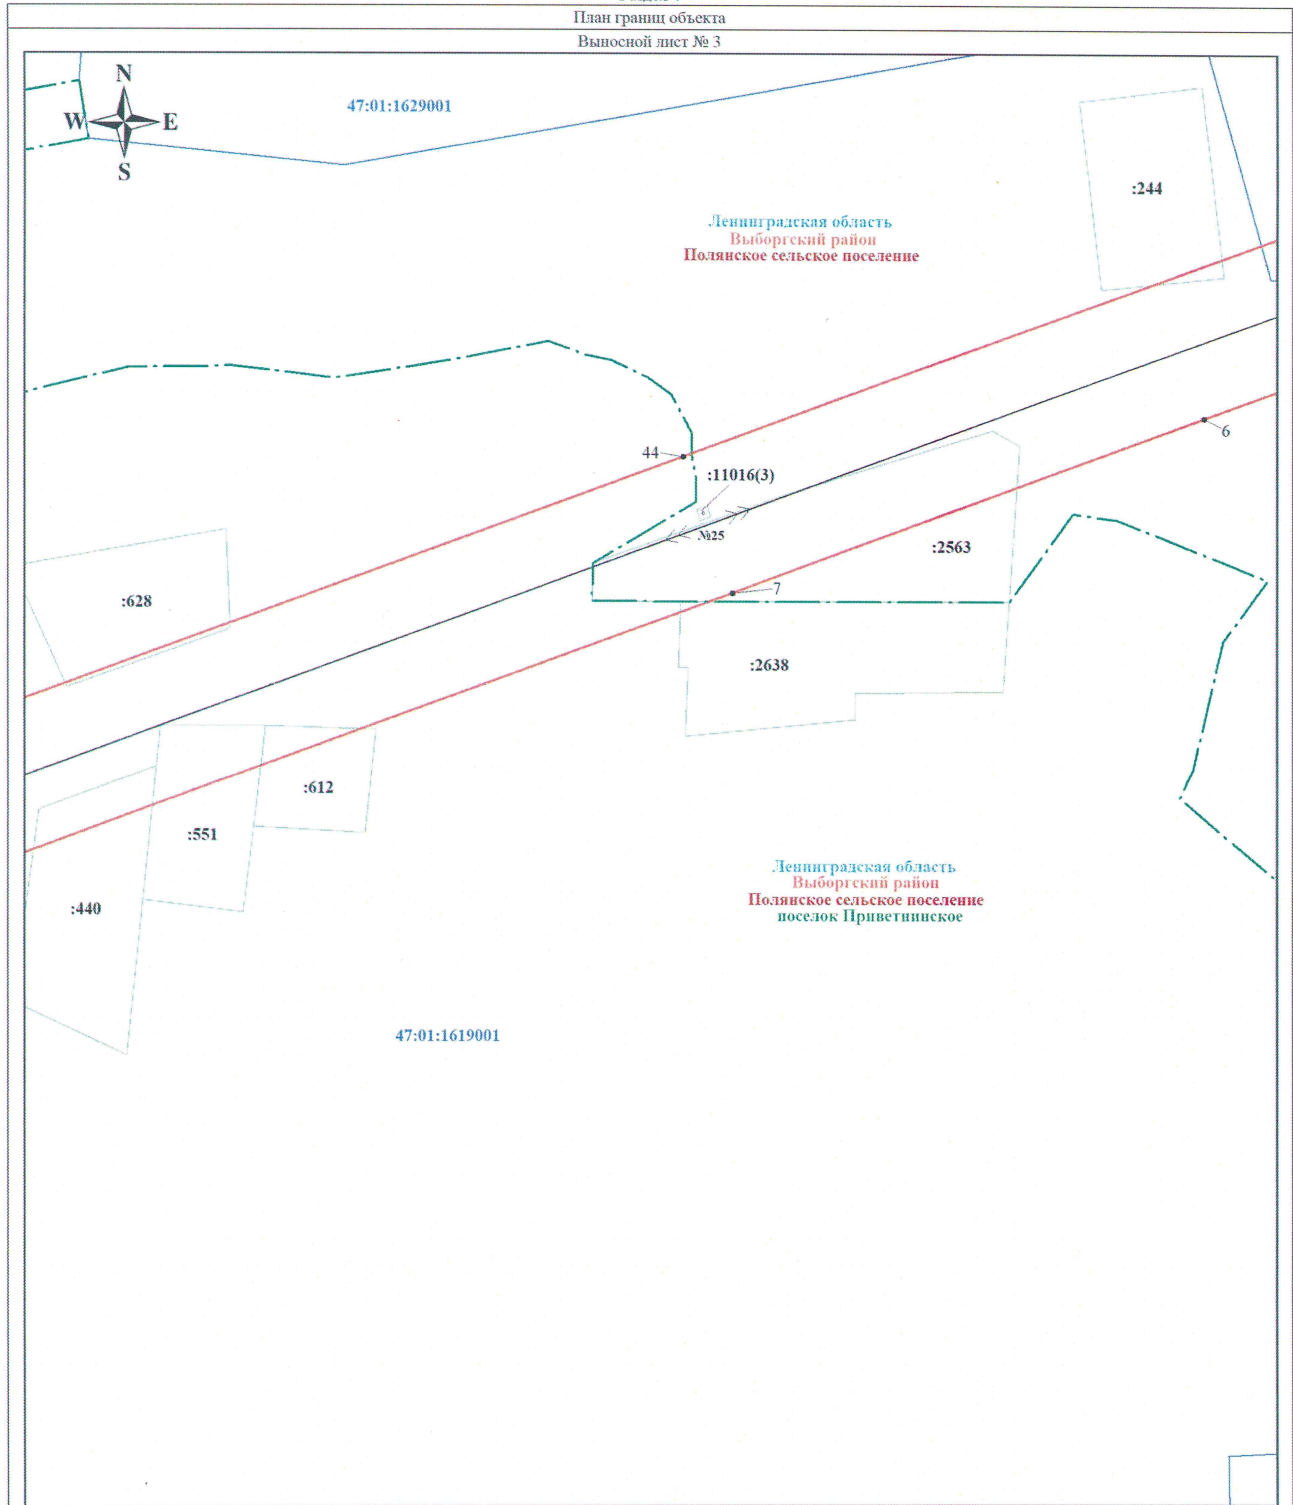 План границ объекта
Выносной лист № 3
N
W E
S
47:01:1629001
:244
Ленинградская область
Выборгский район
Полянское сельское поселение
6
44
:11016(3)
№25
:2563
7
:628
:2638
:612
:551
:440
Ленинградская область
Выборгский район
Полянское сельское поселение
поселок Приветнинское
47:01:1619001